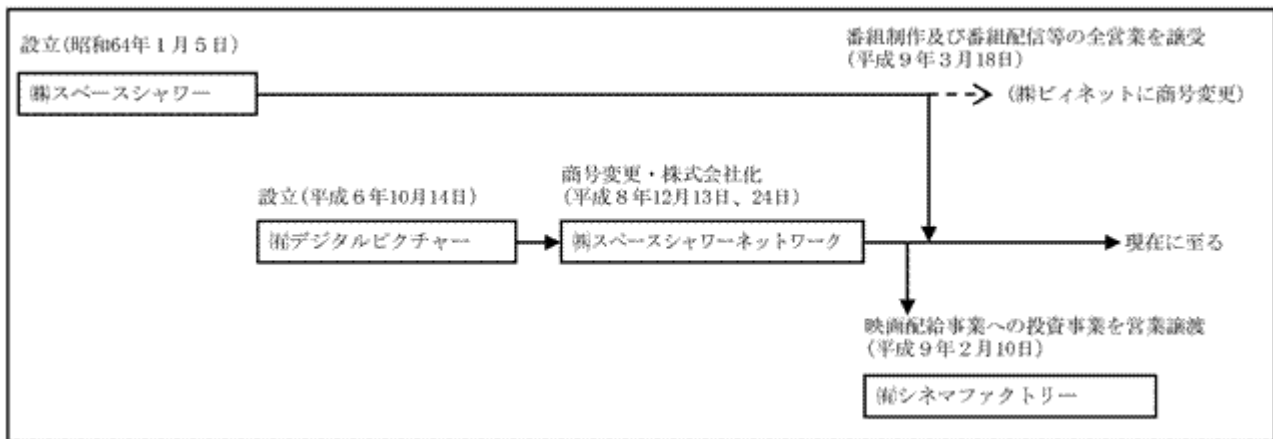 設立(昭和64年1月5日)
㈱スペースシャワー
番組制作及び番組配信等の全営業を譲受
(平成9年3月18日)
(㈱ビィネットに商号変更)
設立(平成6年10月14日)
㈲デジタルピクチャー
商号変更・株式会社化
(平成8年12月13日、24日)
㈱スペースシャワーネットワーク
現在に至る
映画配給事業への投資事業を営業譲渡
(平成9年2月10日)
㈲シネマファクトリー